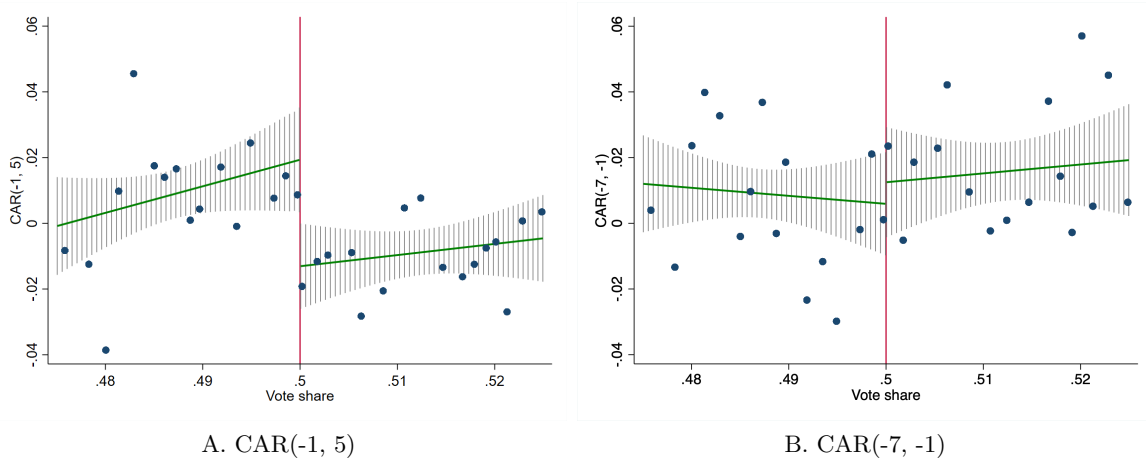 CAR(-1, 5)
.06
.04
.02
0
-.02
-.04
.48 .49 .5 .51 .52
Vote share
A. CAR(-1, 5)
CAR(-7, -1)
.06
.04
.02
0
-.02
-.04
.48 .49 .5 .51 .52
Vote share
B. CAR(-7, -1)